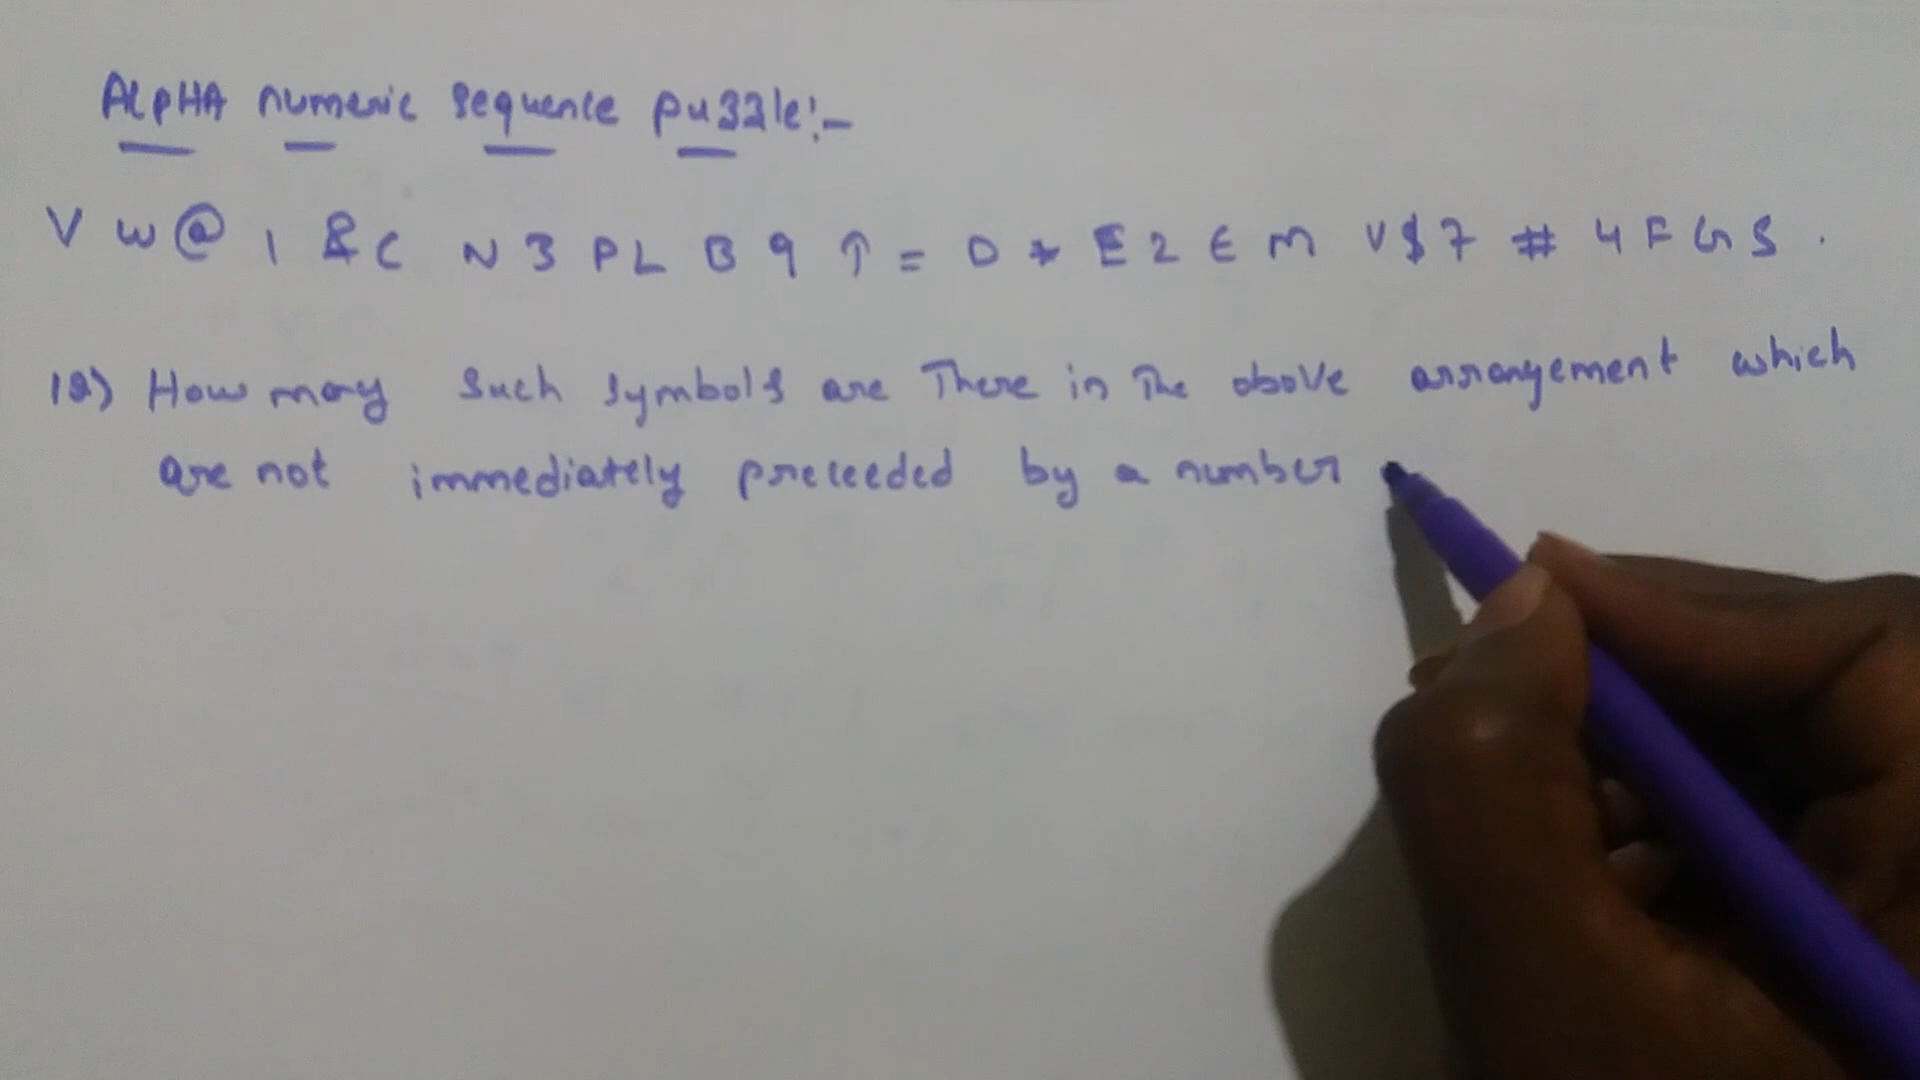 ALPHA numeric sequence puzzle:-
V W @ 1 & C N 3 P L B 9 ↑ = D * E 2 € M V $ 7 # 4 F G S .
12) How many such symbols are There in The above arrangement which
are not immediately preceeded by a number